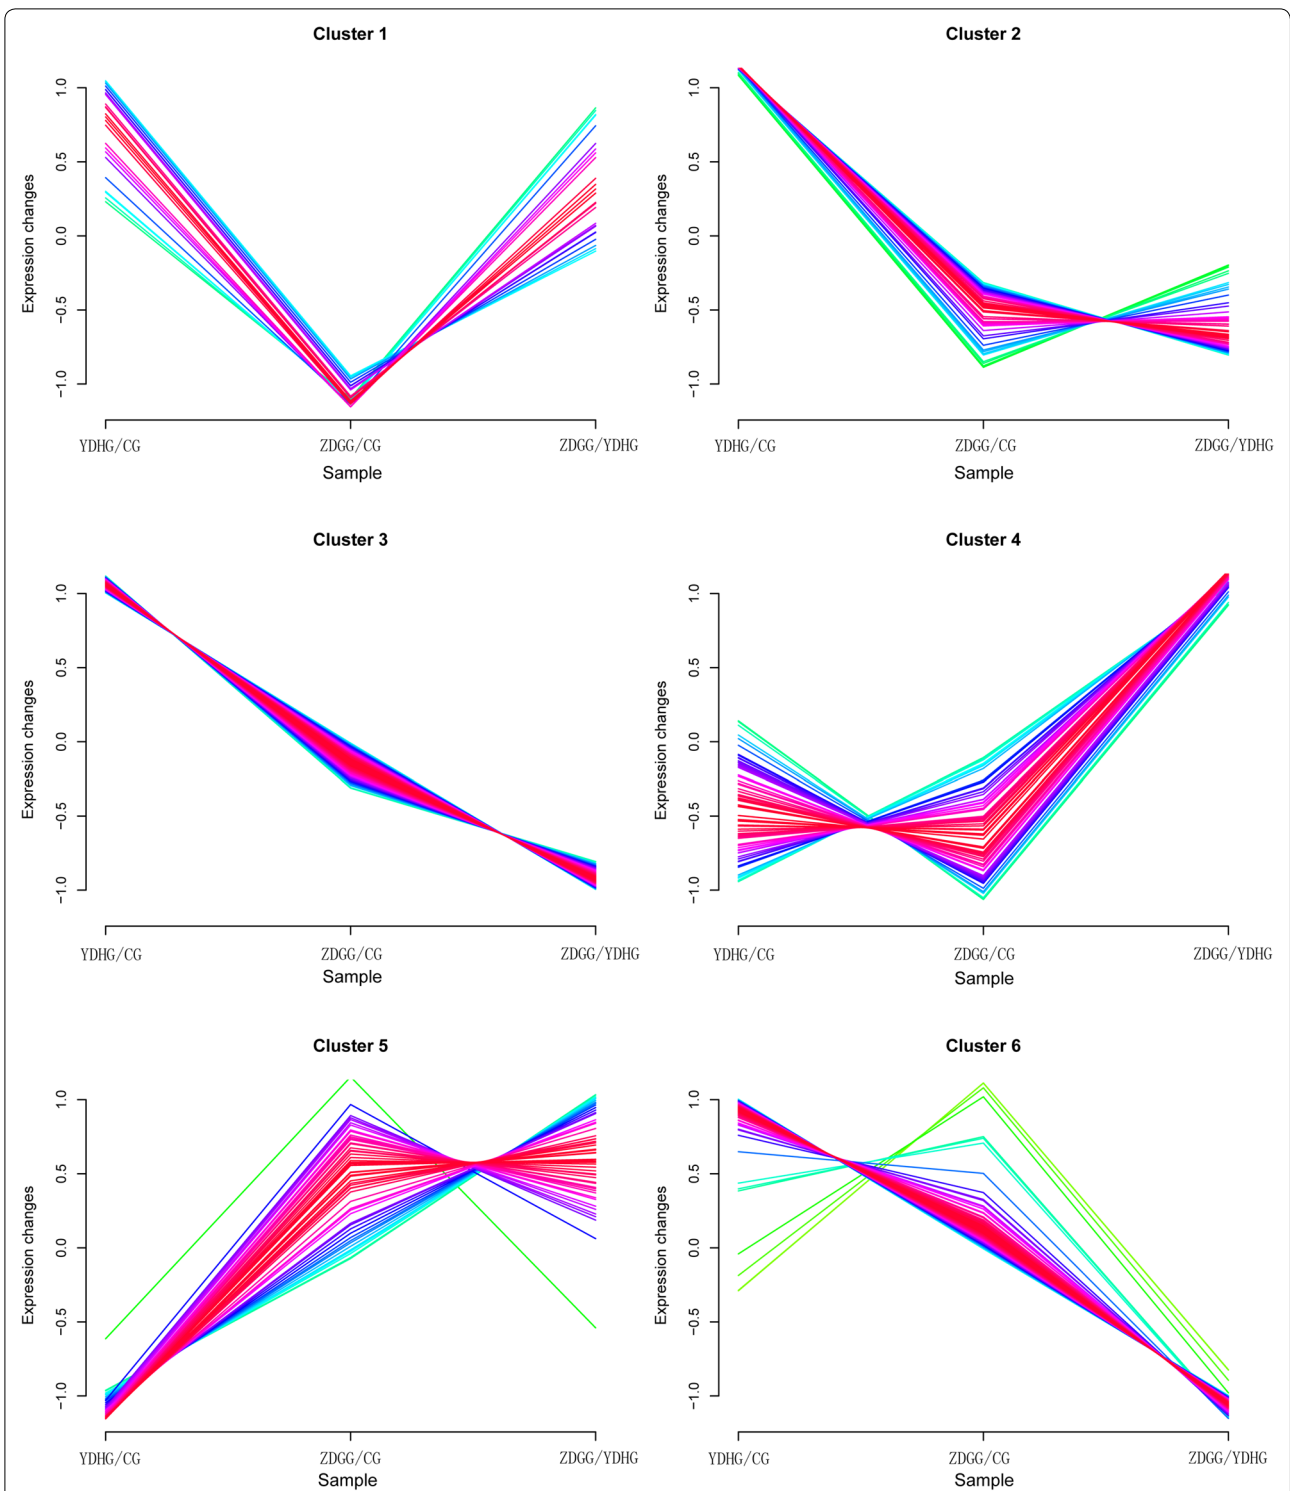 Cluster 1
Expression changes
1.0
0.5
0.0
−0.5
−1.0
YDHG/CG ZDGG/CG ZDGG/YDHG
Sample
Cluster 2
Expression changes
1.0
0.5
0.0
−0.5
−1.0
YDHG/CG ZDGG/CG ZDGG/YDHG
Sample
Cluster 3
Expression changes
1.0
0.5
0.0
−0.5
−1.0
YDHG/CG ZDGG/CG ZDGG/YDHG
Sample
Cluster 4
Expression changes
1.0
0.5
0.0
−0.5
−1.0
YDHG/CG ZDGG/CG ZDGG/YDHG
Sample
Cluster 5
Expression changes
1.0
0.5
0.0
−0.5
−1.0
YDHG/CG ZDGG/CG ZDGG/YDHG
Sample
Cluster 6
Expression changes
1.0
0.5
0.0
−0.5
−1.0
YDHG/CG ZDGG/CG ZDGG/YDHG
Sample